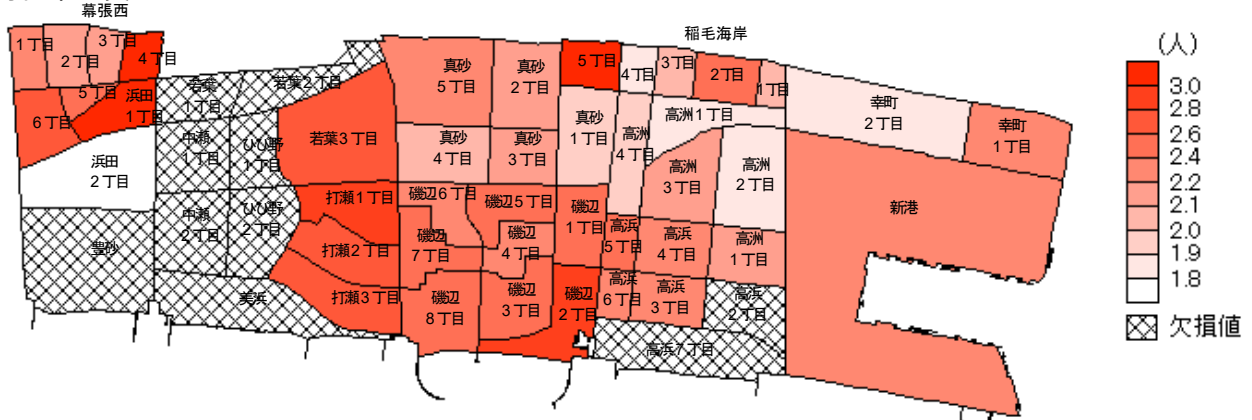 幕張西
1丁目
2丁目
3丁目
4丁目
5丁目
6丁目
浜田
1丁目
浜田
2丁目
若葉
1丁目
若葉2丁目
若葉3丁目
中瀬
1丁目
ひび野
1丁目
中瀬
2丁目
ひび野
2丁目
豊砂
美浜
打瀬1丁目
打瀬2丁目
打瀬3丁目
真砂
5丁目
真砂
2丁目
真砂
4丁目
真砂
3丁目
真砂
1丁目
磯辺6丁目
磯辺5丁目
磯辺
7丁目
磯辺
4丁目
磯辺
1丁目
磯辺
8丁目
磯辺
3丁目
磯辺
2丁目
稲毛海岸
5丁目
4丁目
3丁目
2丁目
1丁目
高洲1丁目
高洲
4丁目
高洲
3丁目
高洲
2丁目
高洲
1丁目
高浜
5丁目
高浜
4丁目
高浜
6丁目
高浜
3丁目
高浜
2丁目
高浜7丁目
幸町
2丁目
幸町
1丁目
新港
(人)
3.0
2.8
2.6
2.4
2.2
2.1
2.0
1.9
1.8
欠損値